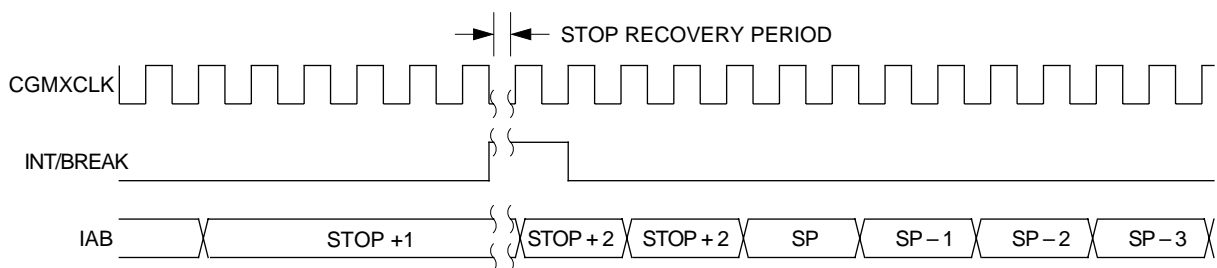 STOP RECOVERY PERIOD
CGMXCLK
INT/BREAK
IAB STOP +1 STOP + 2 STOP + 2 SP SP – 1 SP – 2 SP – 3